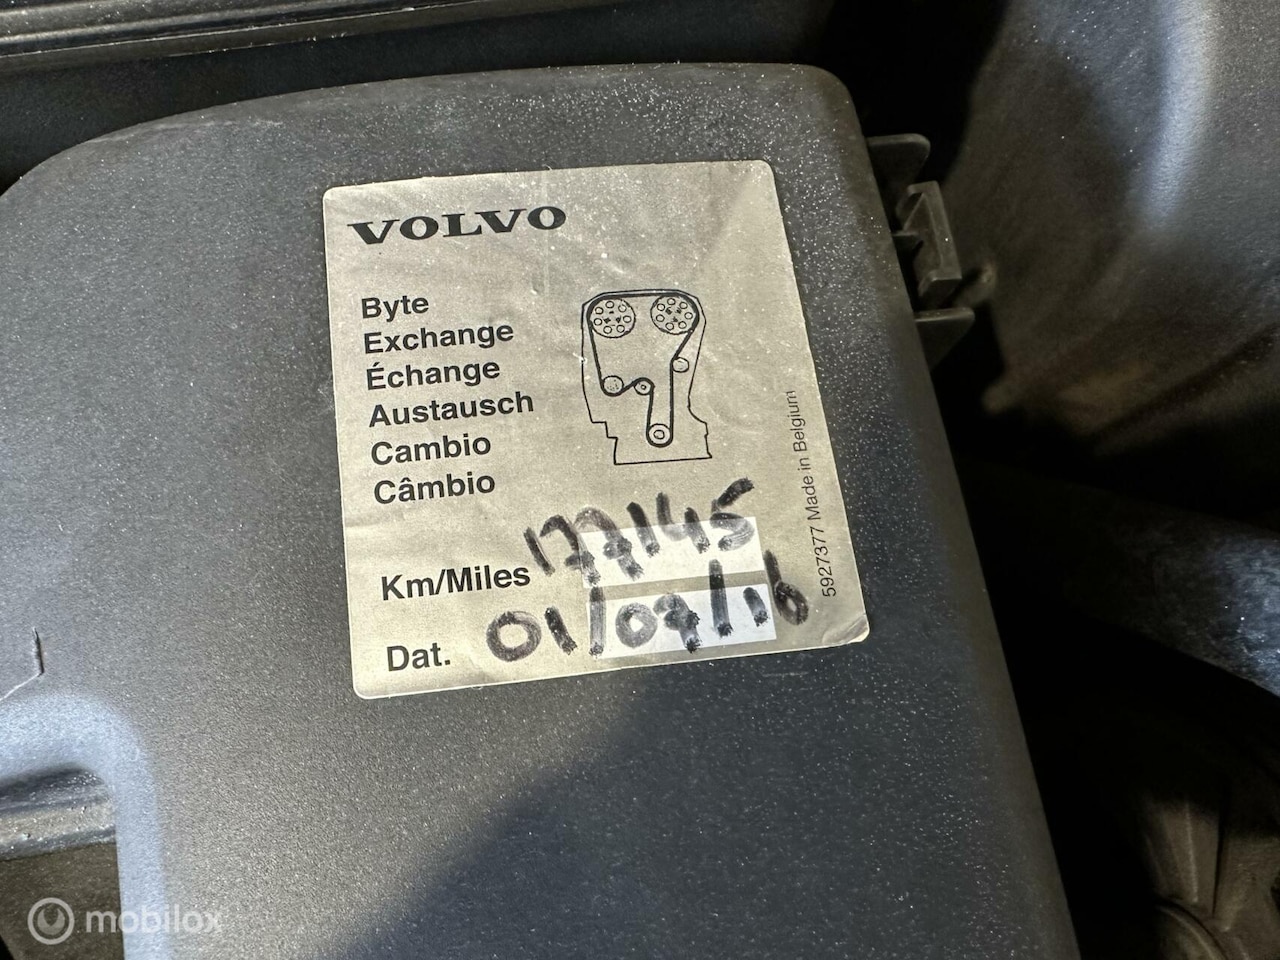 VOLVO
Byte
Exchange
Échange
Austausch
Cambio
Câmbio
Km/Miles 177145
Dat. 01/07/16
5927377 Made in Belgium
mobilox